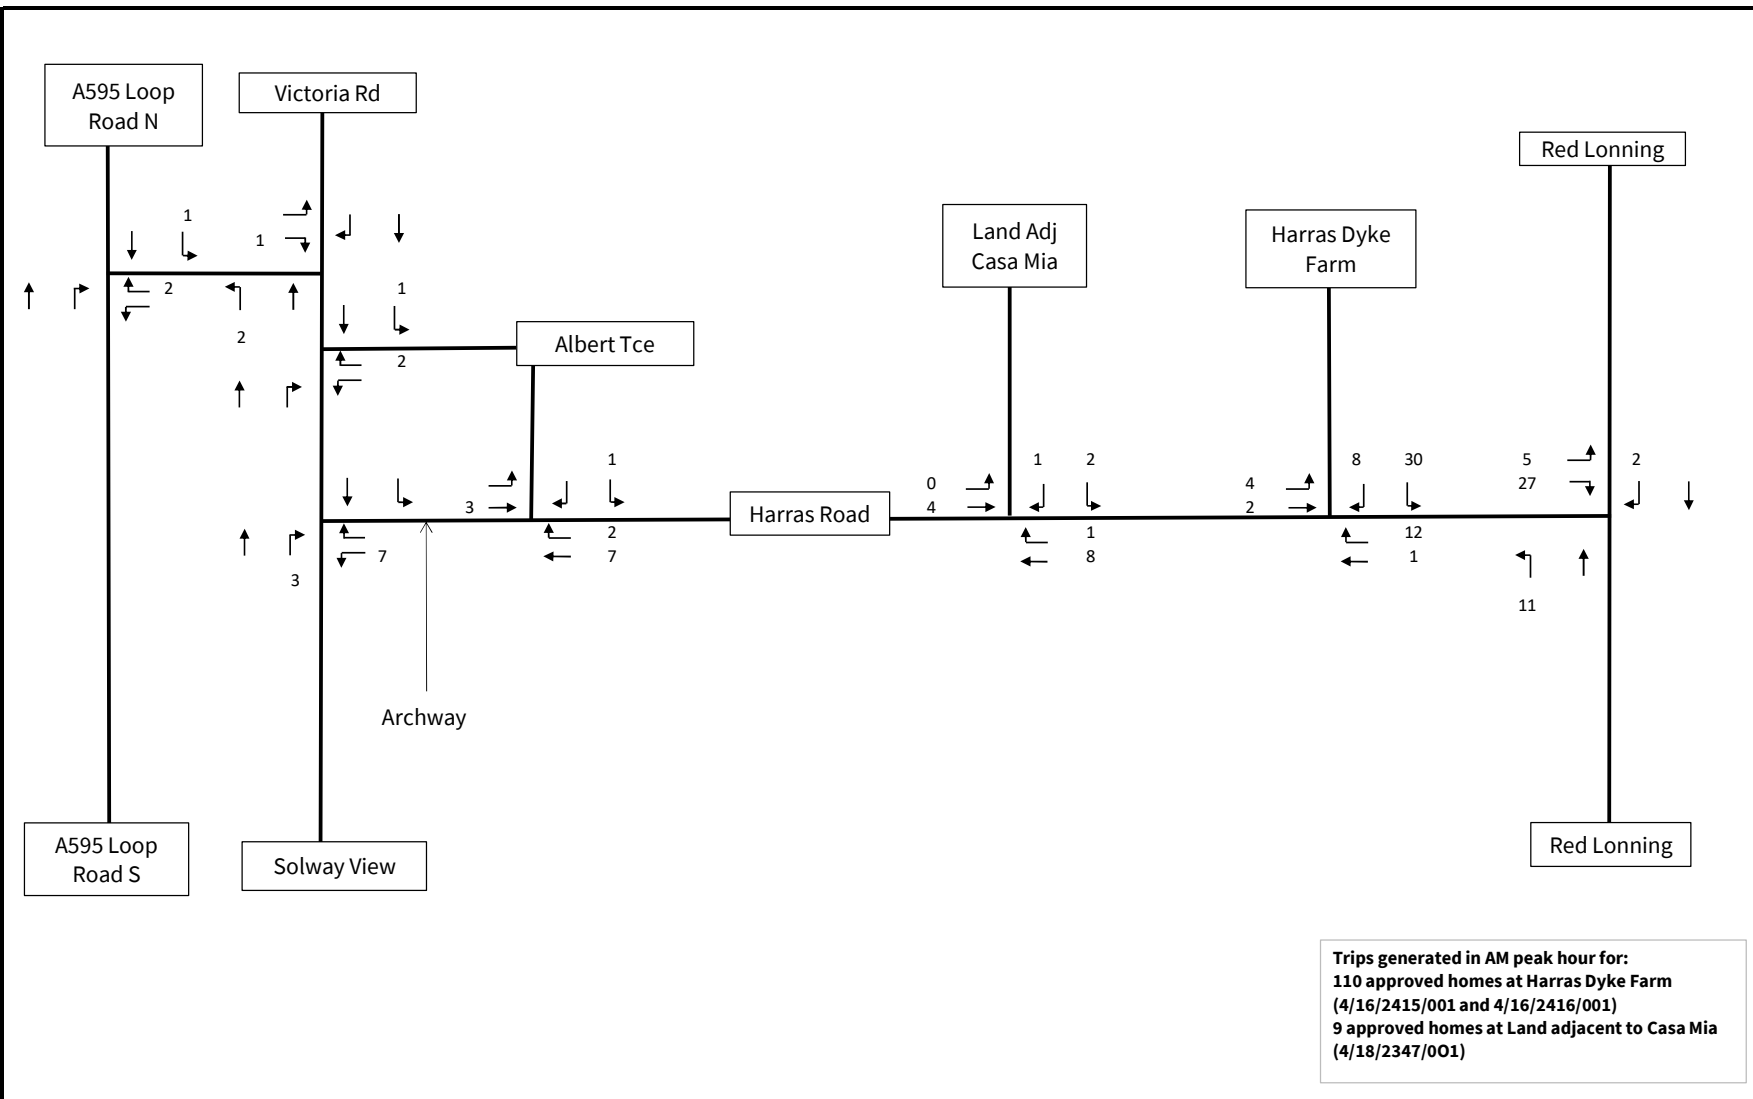 A595 Loop
Road N
Victoria Rd
Red Lonning
Land Adj
Casa Mia
Harras Dyke
Farm
1
1
2
2
1
Albert Tce
2
1
3
2
7
7
3
Harras Road
0
4
1
2
1
8
4
2
8
30
12
1
5
27
2
11
Archway
A595 Loop
Road S
Solway View
Red Lonning
Trips generated in AM peak hour for:
110 approved homes at Harras Dyke Farm
(4/16/2415/001 and 4/16/2416/001)
9 approved homes at Land adjacent to Casa Mia
(4/18/2347/0O1)